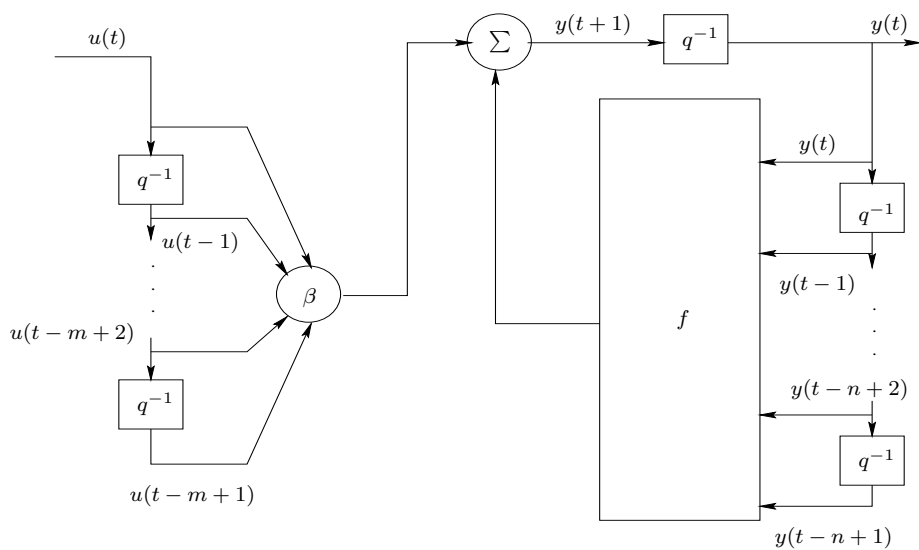 u(t)
∑
y(t+1)
q⁻¹
y(t)
y(t)
q⁻¹
q⁻¹
u(t−1)
y(t−1)
β
f
u(t−m+2)
y(t−n+2)
q⁻¹
q⁻¹
u(t−m+1)
y(t−n+1)